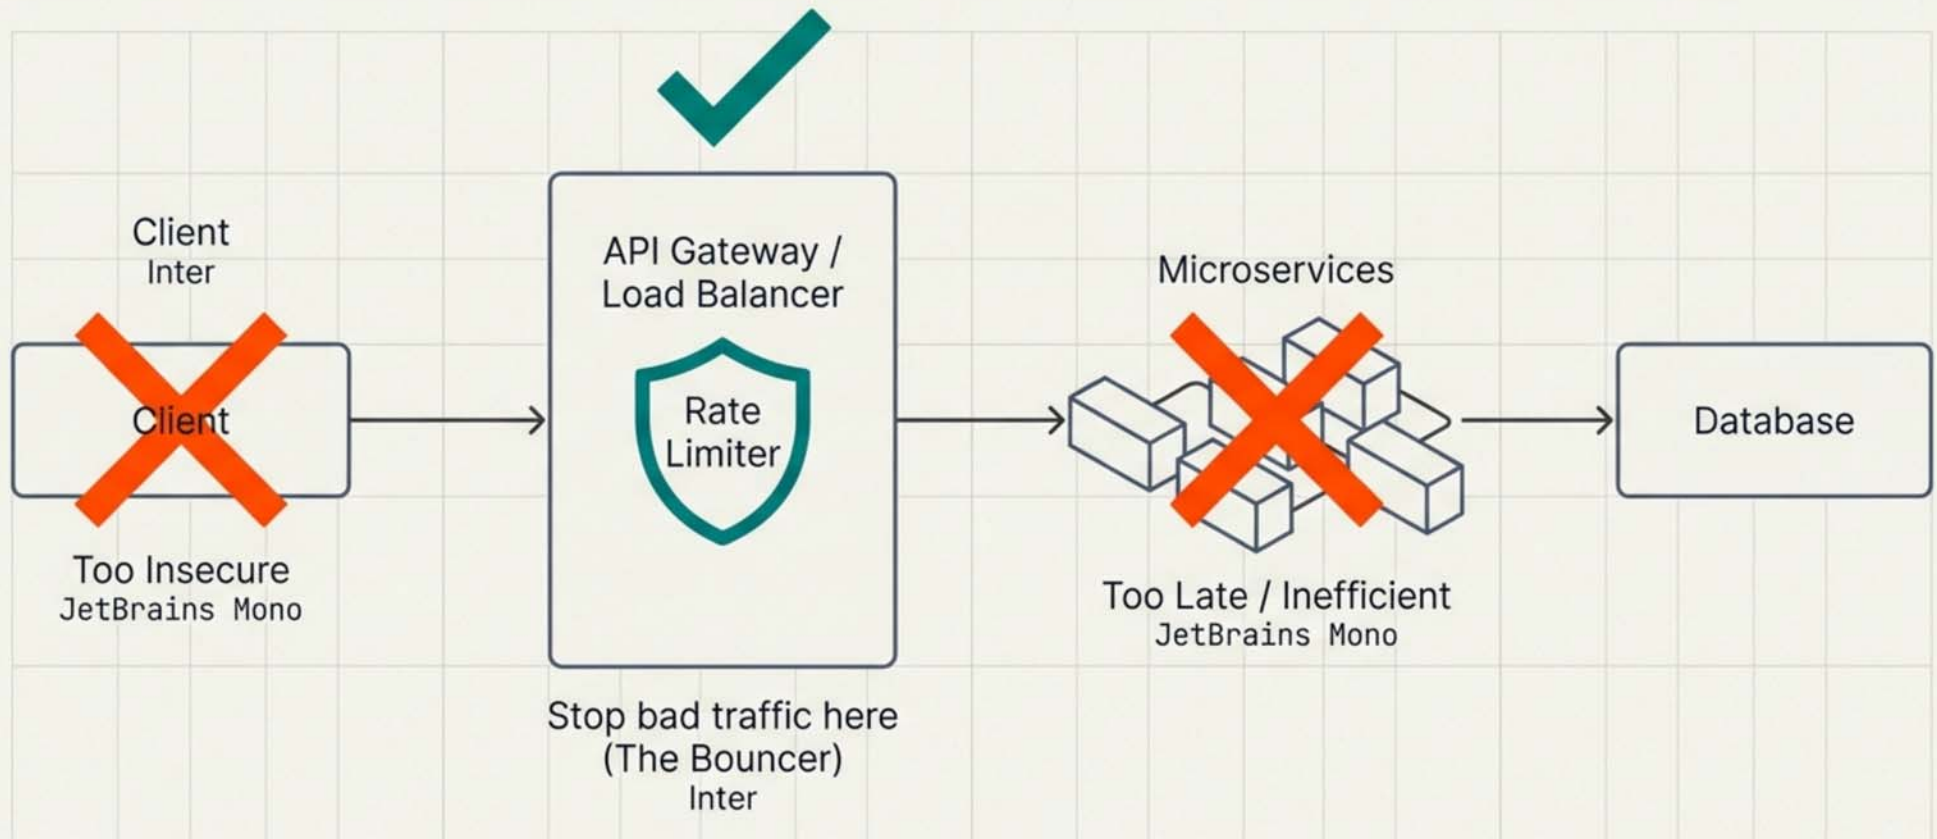 Client
Inter
Client
Too Insecure
JetBrains Mono
API Gateway /
Load Balancer
Rate
Limiter
Stop bad traffic here
(The Bouncer)
Inter
Microservices
Too Late / Inefficient
JetBrains Mono
Database